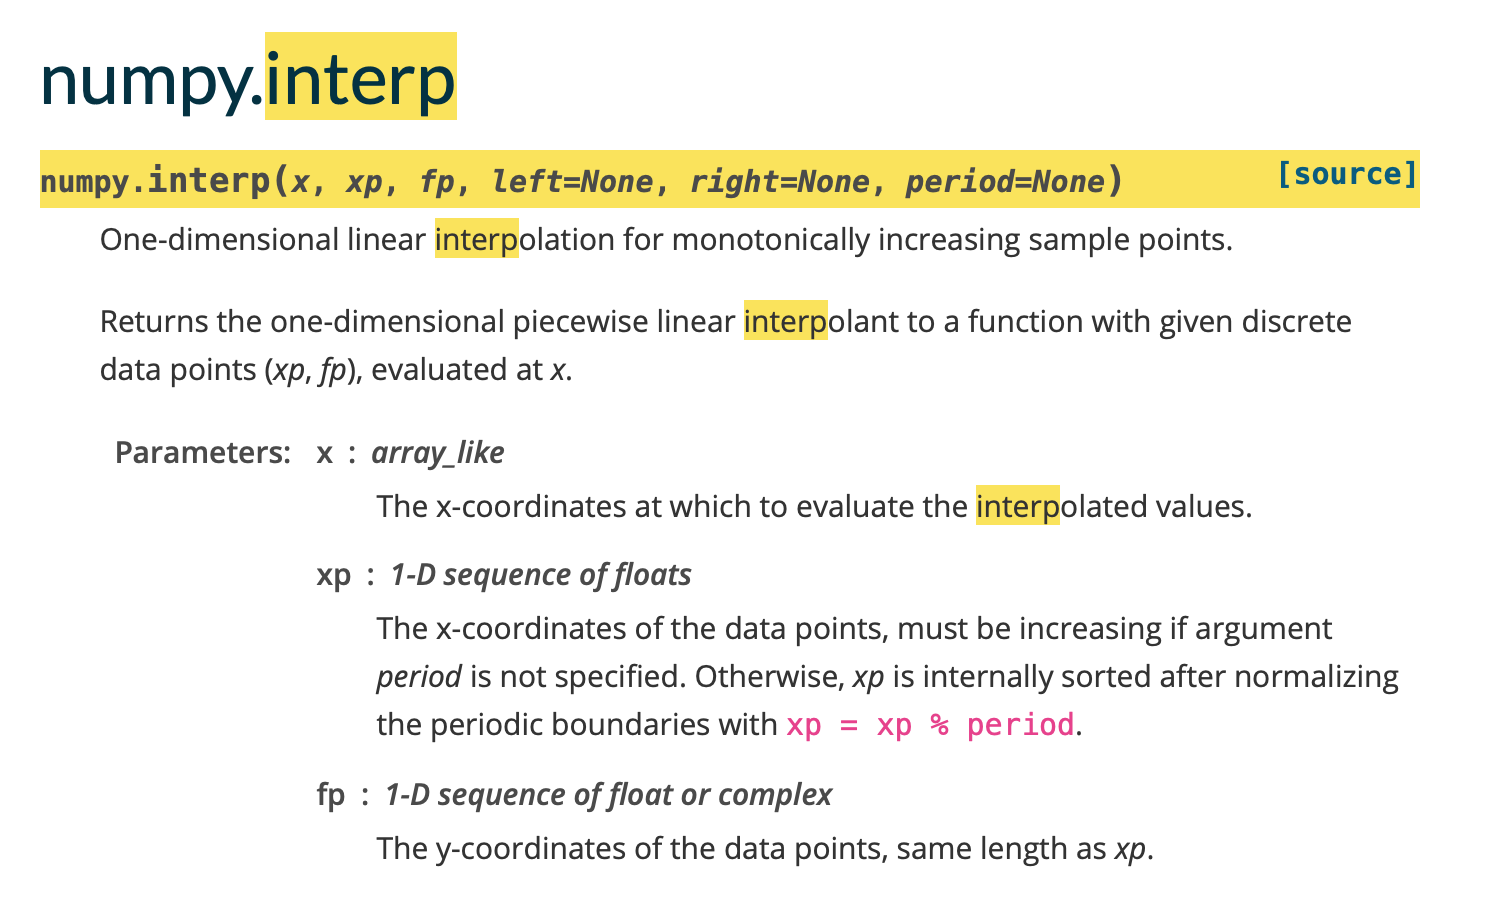 numpy.interp
numpy.interp(x, xp, fp, left=None, right=None, period=None) [source]
One-dimensional linear interpolation for monotonically increasing sample points.
Returns the one-dimensional piecewise linear interpolant to a function with given discrete
data points (xp, fp), evaluated at x.
Parameters: x : array_like
The x-coordinates at which to evaluate the interpolated values.
xp : 1-D sequence of floats
The x-coordinates of the data points, must be increasing if argument
period is not specified. Otherwise, xp is internally sorted after normalizing
the periodic boundaries with xp = xp % period.
fp : 1-D sequence of float or complex
The y-coordinates of the data points, same length as xp.